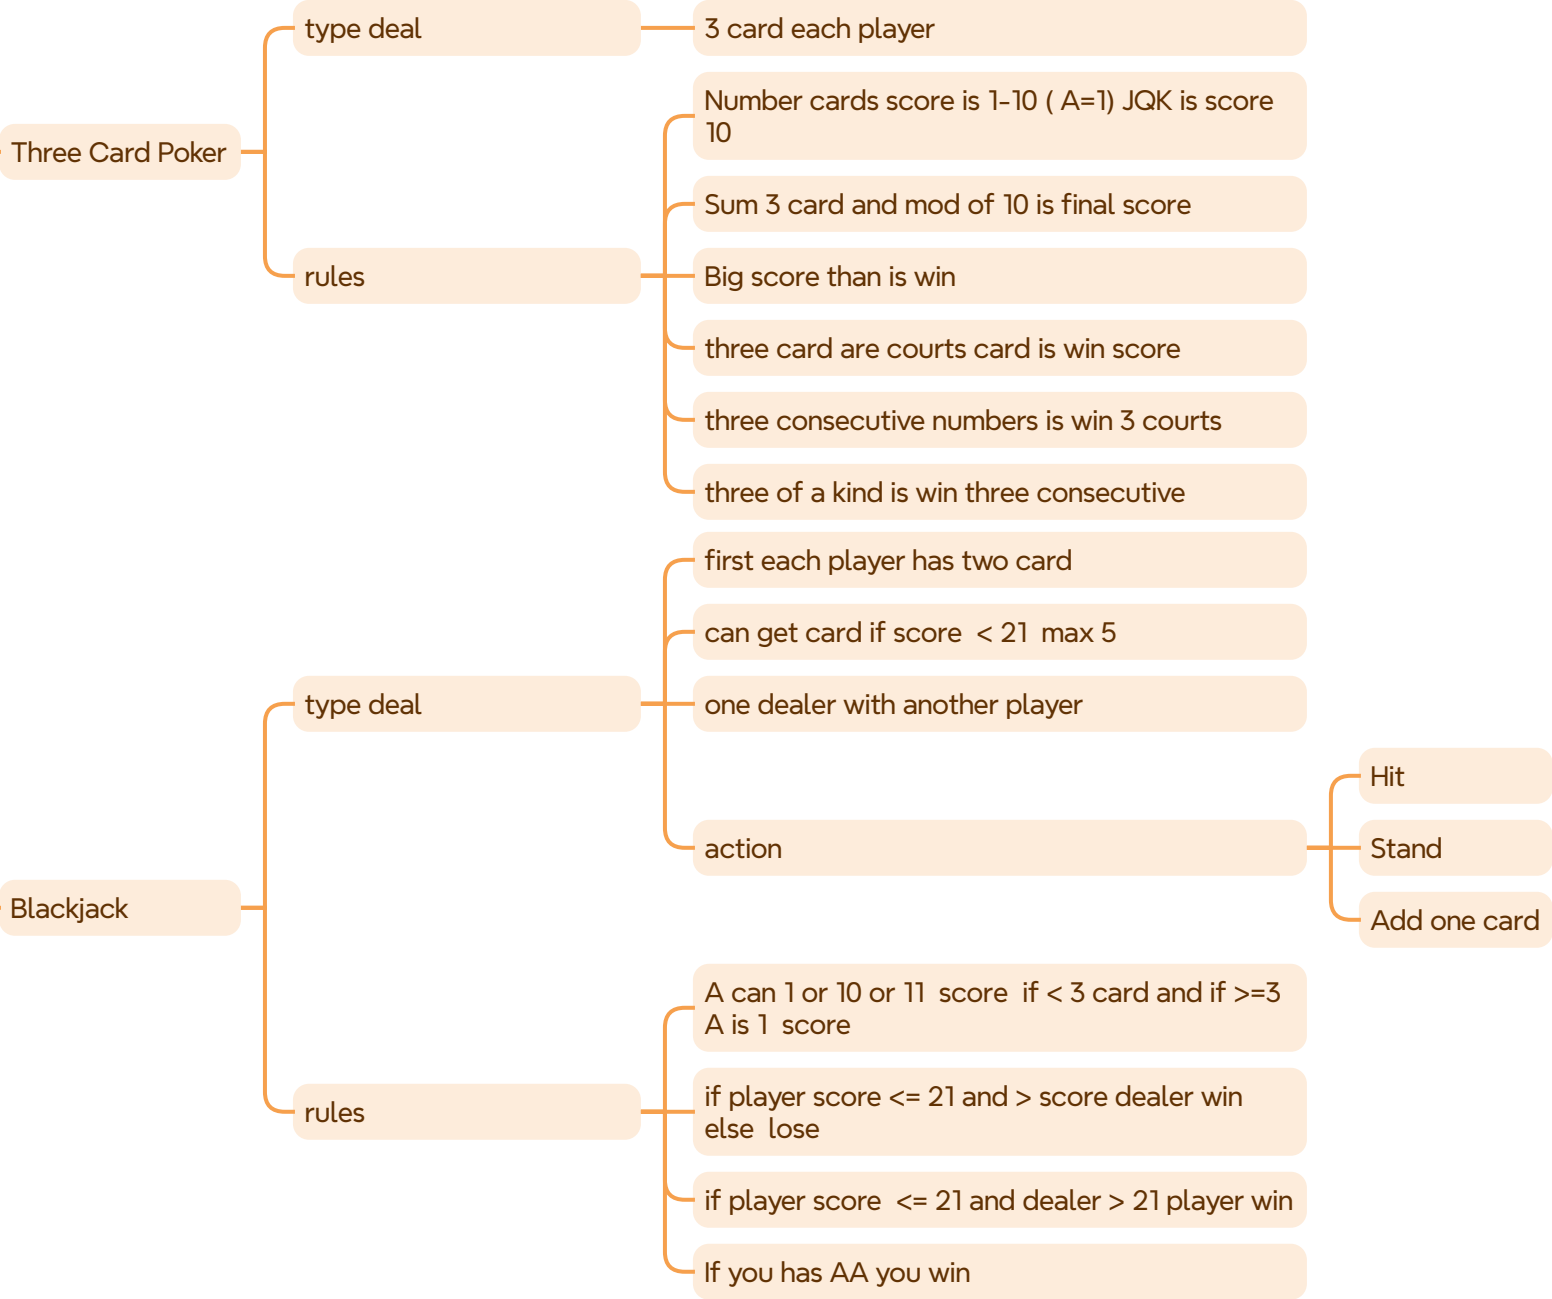 Three Card Poker
type deal
3 card each player
rules
Number cards score is 1-10 ( A=1) JQK is score
10
Sum 3 card and mod of 10 is final score
Big score than is win
three card are courts card is win score
three consecutive numbers is win 3 courts
three of a kind is win three consecutive
Blackjack
type deal
first each player has two card
can get card if score  < 21  max 5
one dealer with another player
action
Hit
Stand
Add one card
rules
A can 1 or 10 or 11  score  if < 3 card and if >=3
A is 1  score
if player score <= 21 and > score dealer win
else  lose
if player score  <= 21 and dealer > 21 player win
If you has AA you win